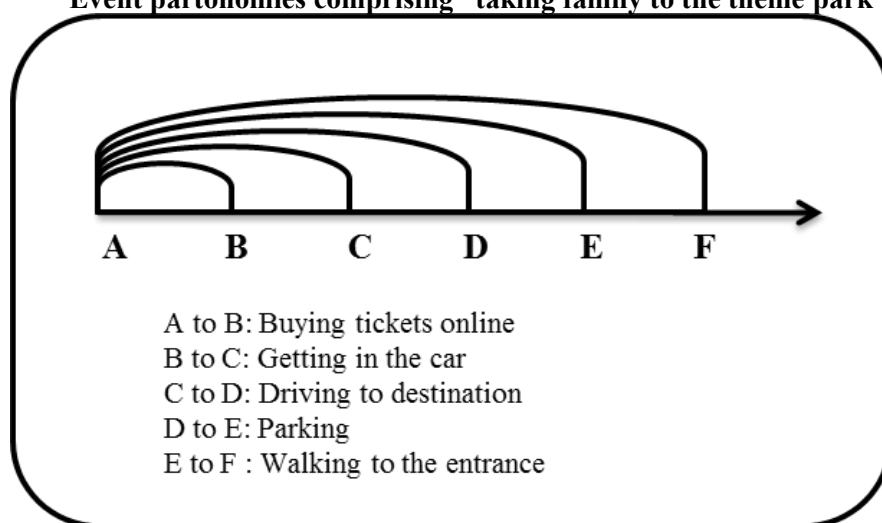 Event partonomies comprising "taking family to the theme park"
A B C D E F
A to B: Buying tickets online
B to C: Getting in the car
C to D: Driving to destination
D to E: Parking
E to F : Walking to the entrance